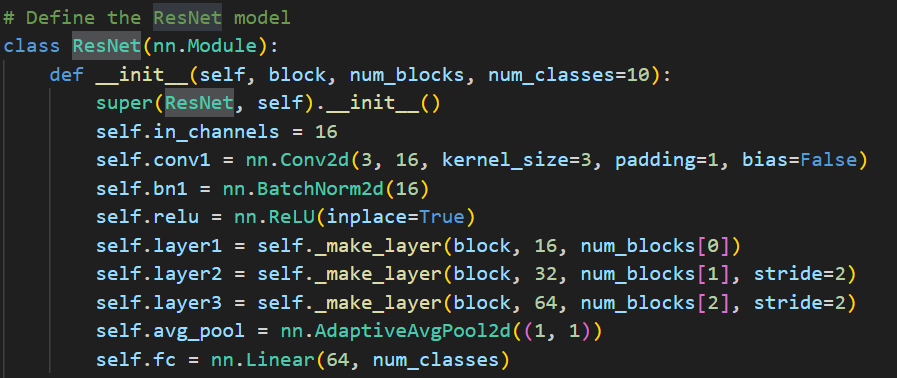 # Define the ResNet model
class ResNet(nn.Module):
    def __init__(self, block, num_blocks, num_classes=10):
        super(ResNet, self).__init__()
        self.in_channels = 16
        self.conv1 = nn.Conv2d(3, 16, kernel_size=3, padding=1, bias=False)
        self.bn1 = nn.BatchNorm2d(16)
        self.relu = nn.ReLU(inplace=True)
        self.layer1 = self._make_layer(block, 16, num_blocks[0])
        self.layer2 = self._make_layer(block, 32, num_blocks[1], stride=2)
        self.layer3 = self._make_layer(block, 64, num_blocks[2], stride=2)
        self.avg_pool = nn.AdaptiveAvgPool2d((1, 1))
        self.fc = nn.Linear(64, num_classes)